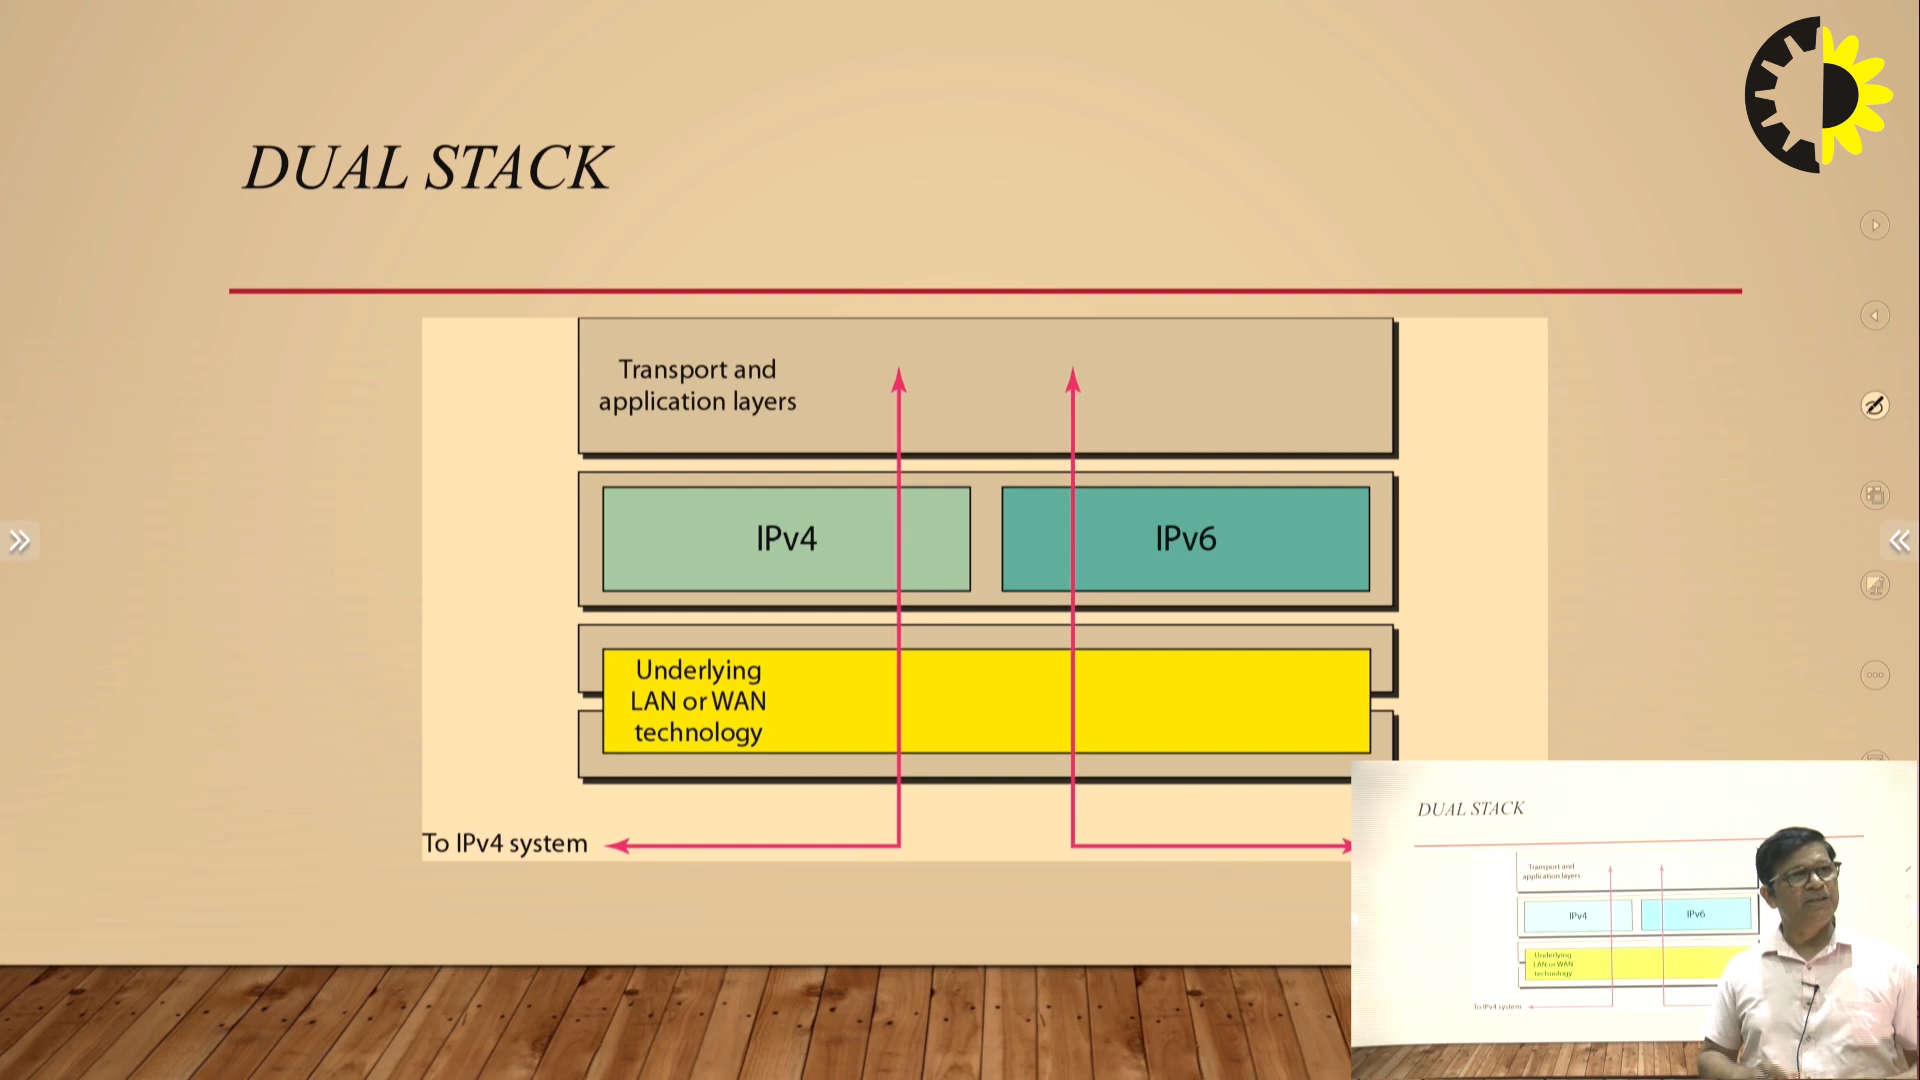 DUAL STACK
Transport and
application layers
IPv4
IPv6
Underlying
LAN or WAN
technology
To IPv4 system
DUAL STACK
Transport and
application layers
IPv4
IPv6
Underlying
LAN or WAN
technology
To IPv4 system